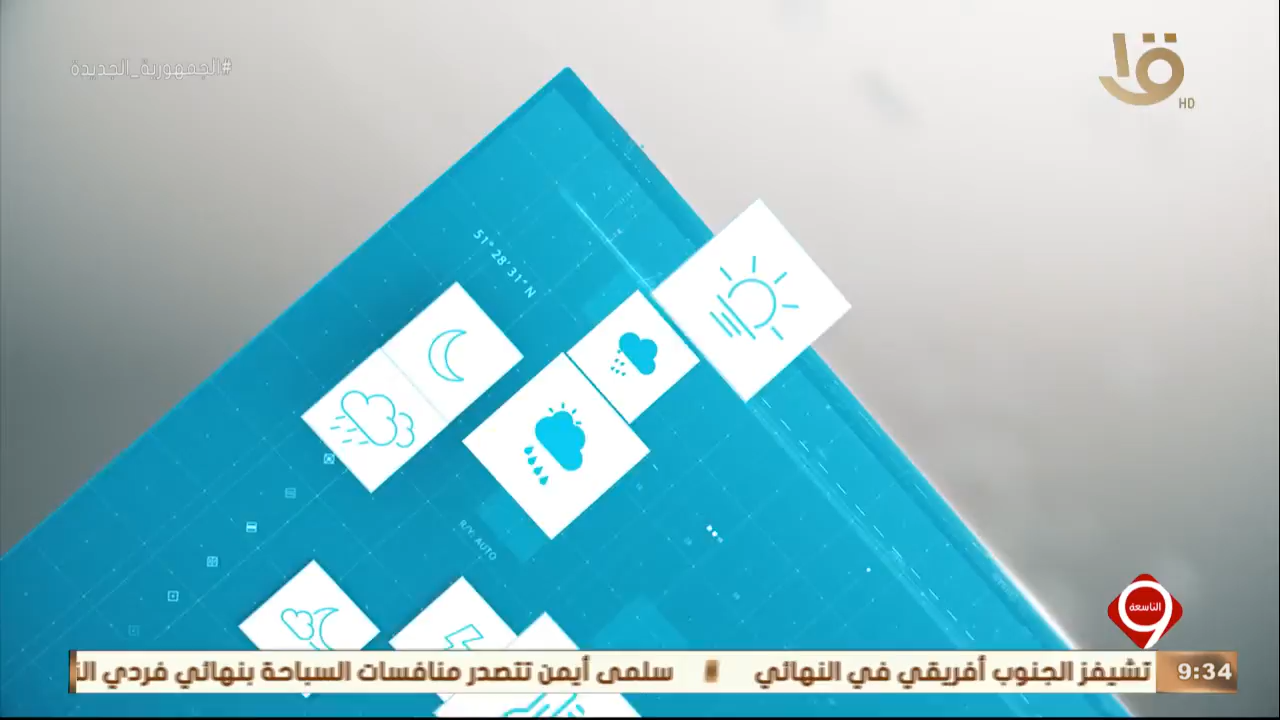 #الجمهورية_الجديدة
HD
51° 28' 31" N
R/Y: AUTO
التاسعة
9
9:34
تشيفز الجنوب أفريقي في النهائي
سلمى أيمن تتصدر منافسات السباحة بنهائي فردي